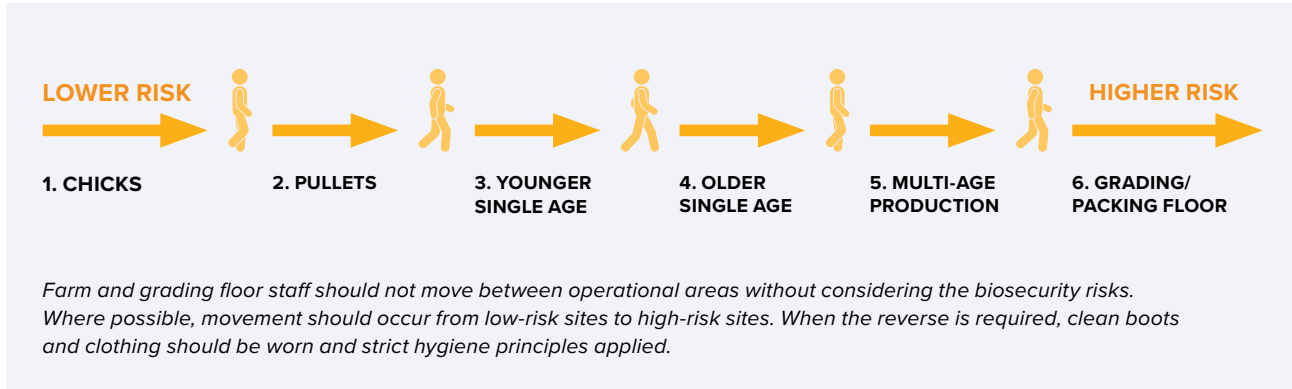 LOWER RISK
HIGHER RISK
1. CHICKS
2. PULLETS
3. YOUNGER
SINGLE AGE
4. OLDER
SINGLE AGE
5. MULTI-AGE
PRODUCTION
6. GRADING/
PACKING FLOOR
Farm and grading floor staff should not move between operational areas without considering the biosecurity risks.
Where possible, movement should occur from low-risk sites to high-risk sites. When the reverse is required, clean boots
and clothing should be worn and strict hygiene principles applied.